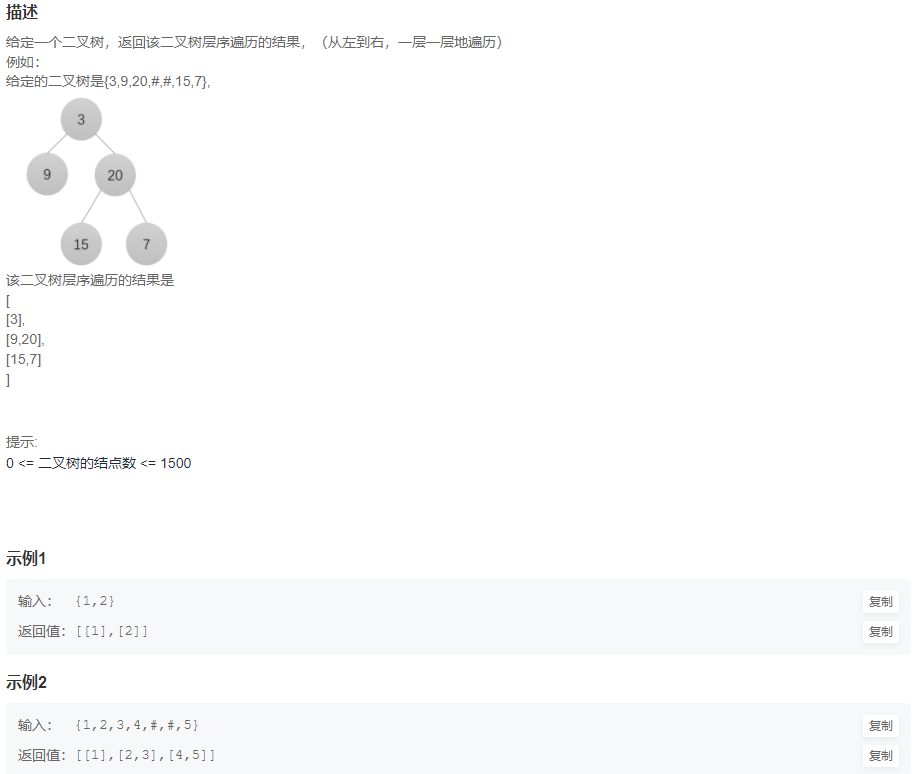 描述
给定一个二叉树，返回该二叉树层序遍历的结果，（从左到右，一层一层地遍历）
例如：
给定的二叉树是{3,9,20,#,#,15,7},
3
9 20
15 7
该二叉树层序遍历的结果是
[
[3],
[9,20],
[15,7]
]
提示:
0 <= 二叉树的结点数 <= 1500
示例1
输入： {1,2} 复制
返回值：[[1],[2]] 复制
示例2
输入： {1,2,3,4,#,#,5} 复制
返回值：[[1],[2,3],[4,5]] 复制